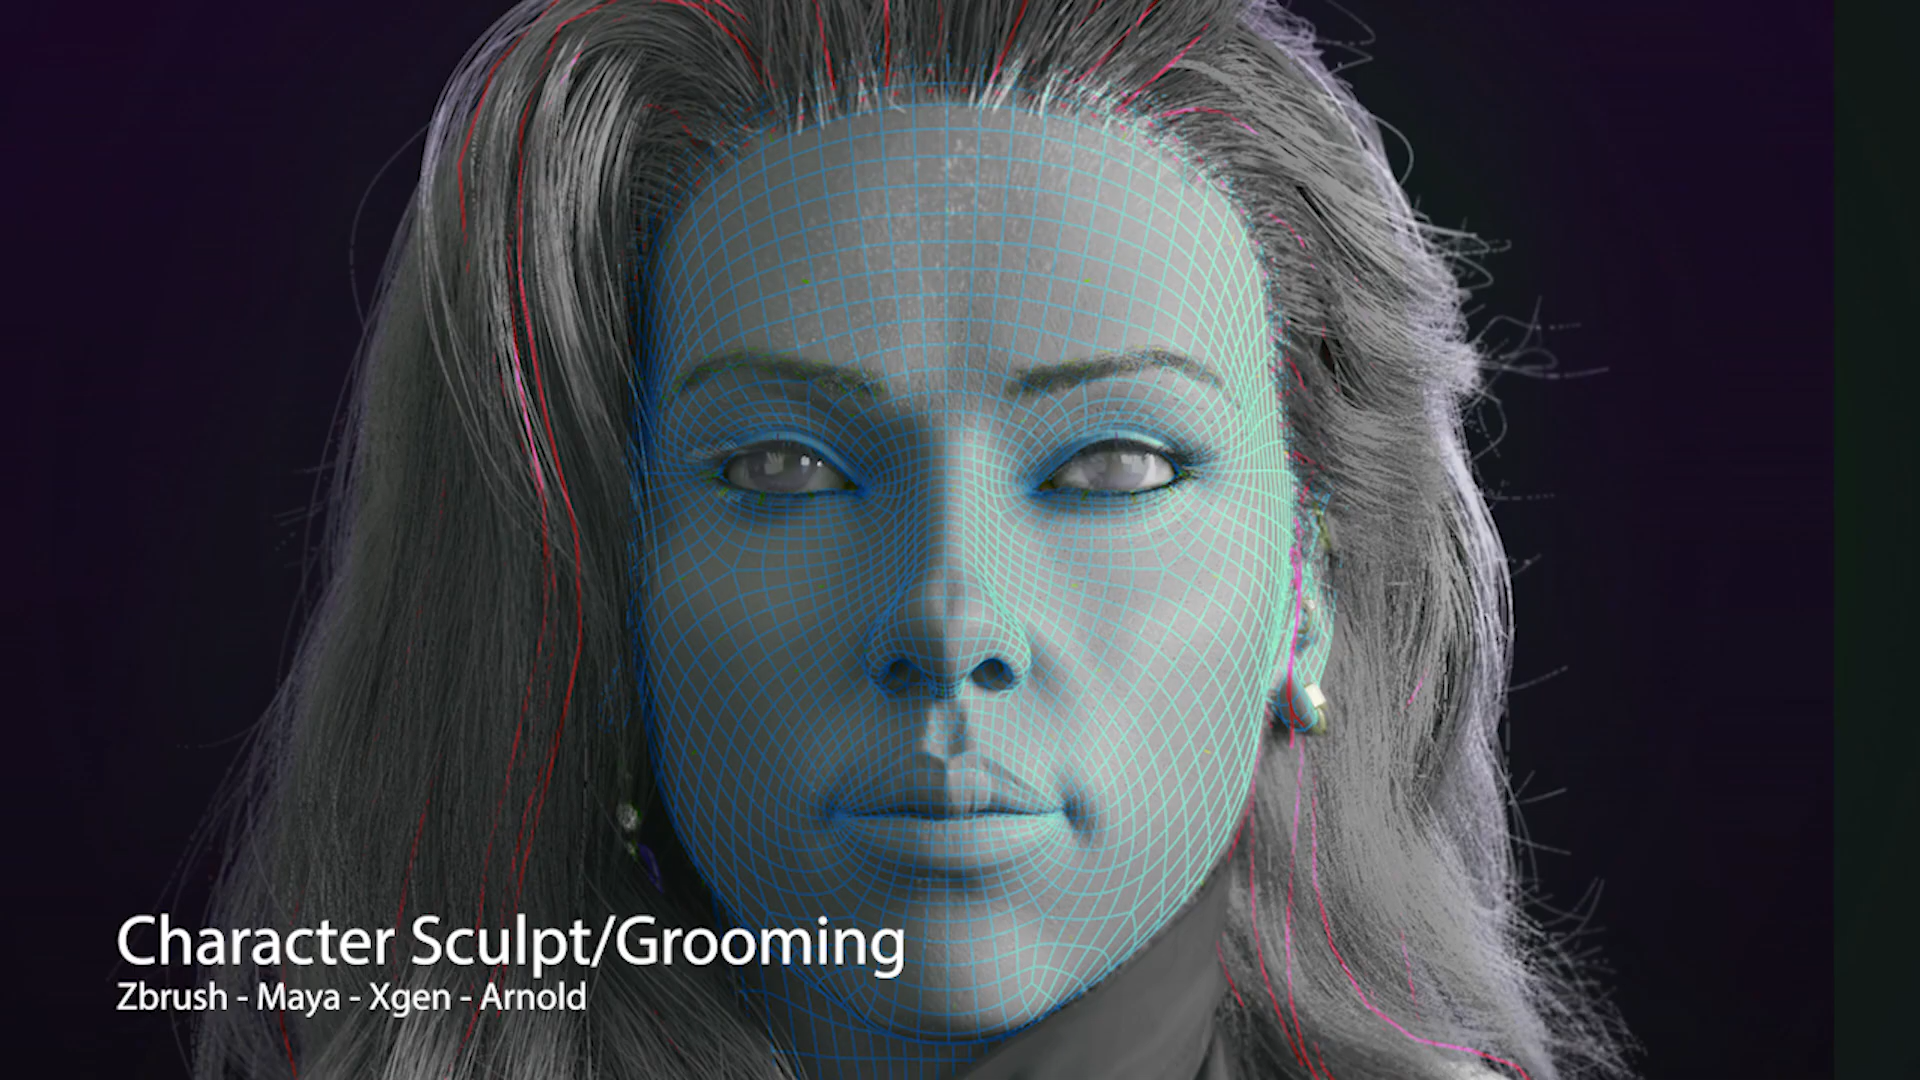 Character Sculpt/Grooming
Zbrush - Maya - Xgen - Arnold